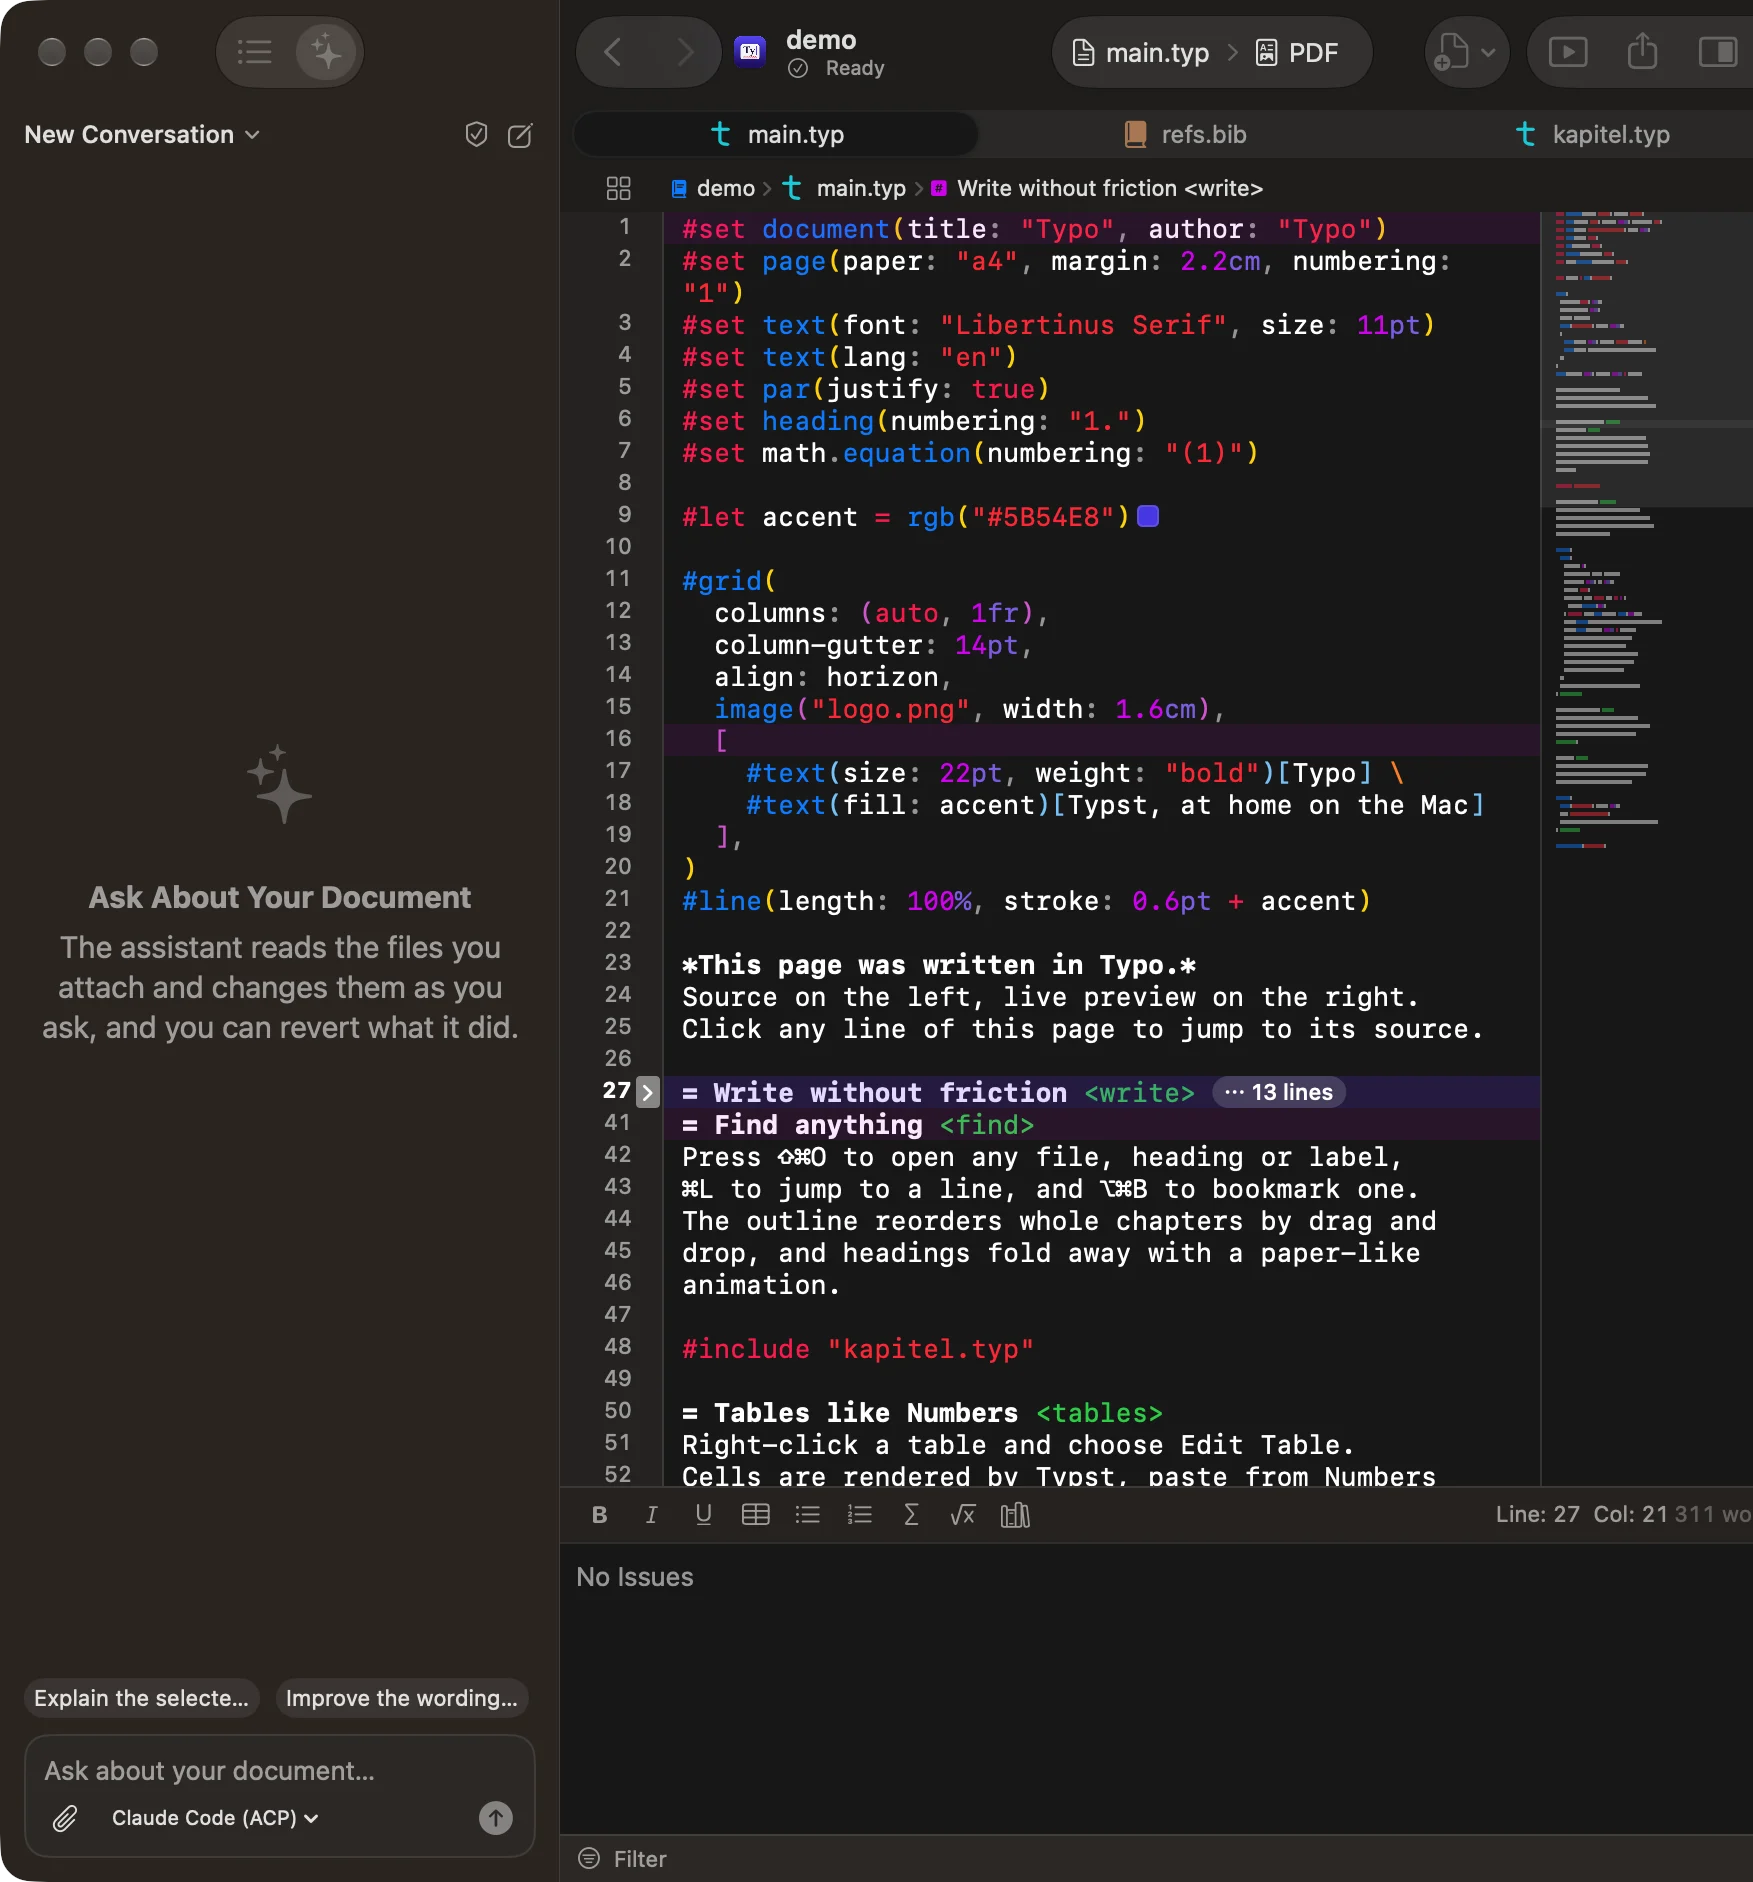 New Conversation
Ask About Your Document
The assistant reads the files you
attach and changes them as you
ask, and you can revert what it did.
Explain the selecte...
Improve the wording...
Ask about your document...
Claude Code (ACP)
demo
Ready
main.typ
PDF
main.typ
refs.bib
kapitel.typ
demo
main.typ
Write without friction <write>
1 #set document(title: "Typo", author: "Typo")
2 #set page(paper: "a4", margin: 2.2cm, numbering:
"1")
3 #set text(font: "Libertinus Serif", size: 11pt)
4 #set text(lang: "en")
5 #set par(justify: true)
6 #set heading(numbering: "1.")
7 #set math.equation(numbering: "(1)")
8
9 #let accent = rgb("#5B54E8")
10
11 #grid(
12 columns: (auto, 1fr),
13 column-gutter: 14pt,
14 align: horizon,
15 image("logo.png", width: 1.6cm),
16 [
17 #text(size: 22pt, weight: "bold")[Typo] \
18 #text(fill: accent)[Typst, at home on the Mac]
19 ],
20 )
21 #line(length: 100%, stroke: 0.6pt + accent)
22
23 *This page was written in Typo.*
24 Source on the left, live preview on the right.
25 Click any line of this page to jump to its source.
26
27 = Write without friction <write> ··· 13 lines
41 = Find anything <find>
42 Press ⇧⌘O to open any file, heading or label,
43 ⌘L to jump to a line, and ⌥⌘B to bookmark one.
44 The outline reorders whole chapters by drag and
45 drop, and headings fold away with a paper-like
46 animation.
47
48 #include "kapitel.typ"
49
50 = Tables like Numbers <tables>
51 Right-click a table and choose Edit Table.
52 Cells are rendered by Typst, paste from Numbers
B I U
Line: 27 Col: 21 311 wo
No Issues
Filter